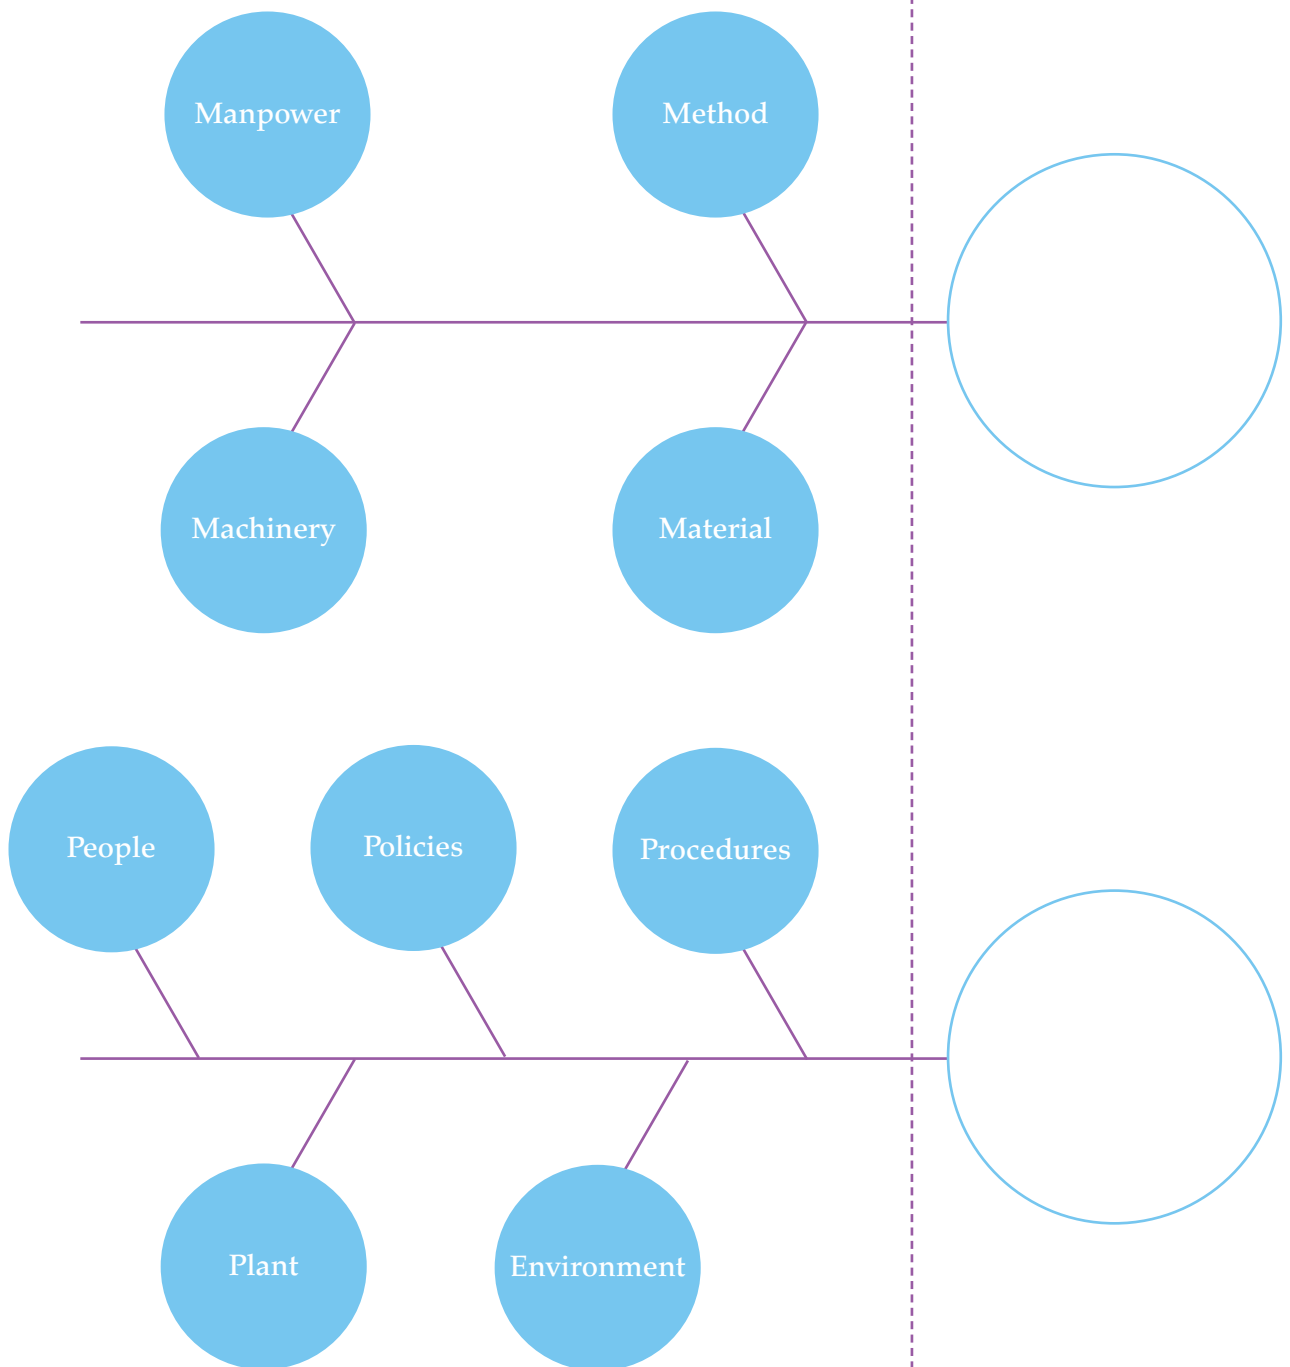 Manpower
Method
Machinery
Material
People
Policies
Procedures
Plant
Environment